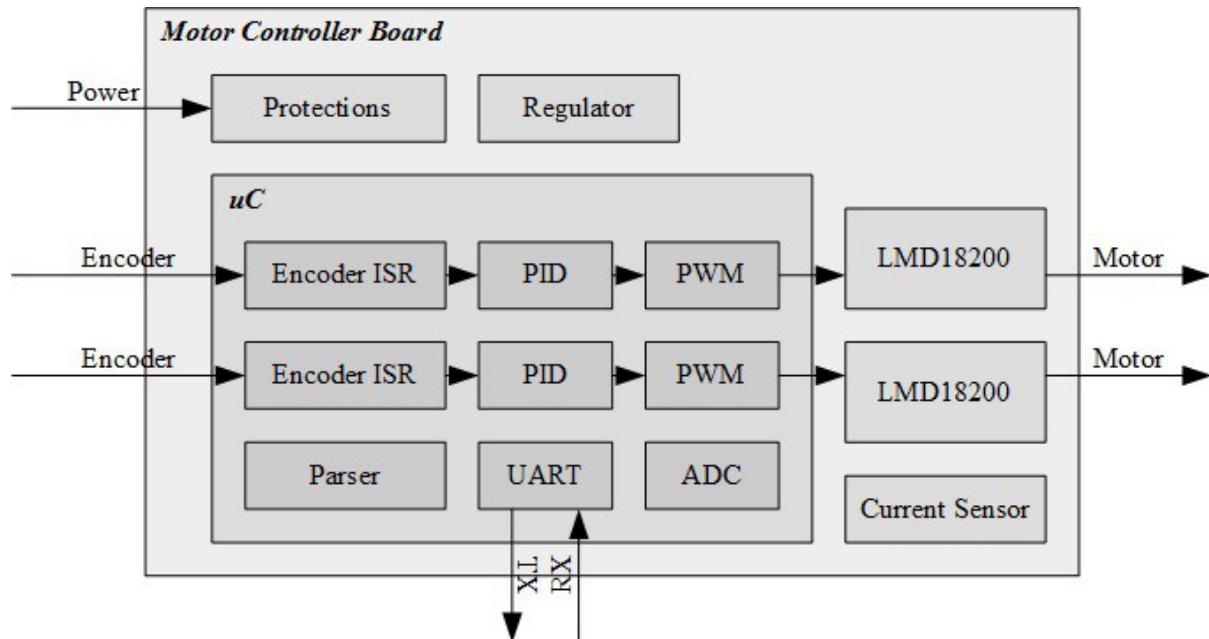 Motor Controller Board
Power
Protections
Regulator
uC
Encoder
Encoder ISR
PID
PWM
LMD18200
Motor
Encoder
Encoder ISR
PID
PWM
LMD18200
Motor
Parser
UART
ADC
Current Sensor
TX
RX